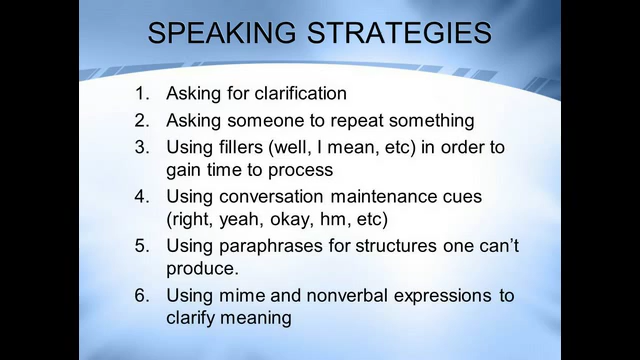 SPEAKING STRATEGIES
1. Asking for clarification
2. Asking someone to repeat something
3. Using fillers (well, I mean, etc) in order to
gain time to process
4. Using conversation maintenance cues
(right, yeah, okay, hm, etc)
5. Using paraphrases for structures one can’t
produce.
6. Using mime and nonverbal expressions to
clarify meaning